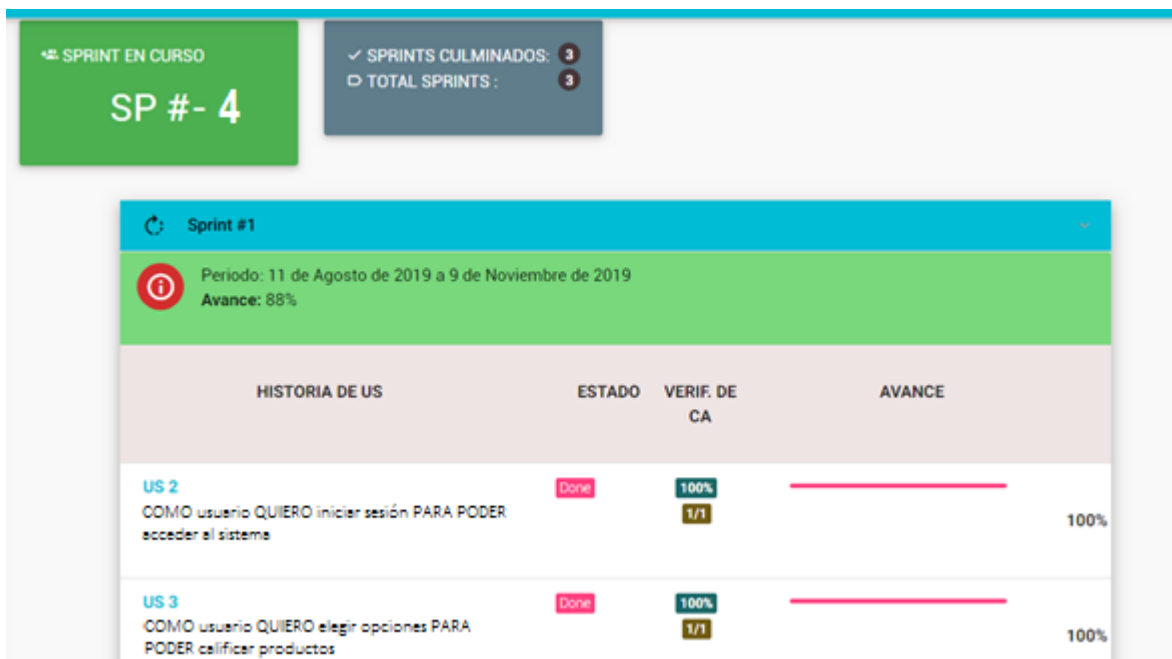 SPRINT EN CURSO
SP #- 4
SPRINTS CULMINADOS: 3
TOTAL SPRINTS : 3
Sprint #1
Periodo: 11 de Agosto de 2019 a 9 de Noviembre de 2019
Avance: 88%
HISTORIA DE US ESTADO VERIF. DE AVANCE
CA
US 2 Done 100%
COMO usuario QUIERO iniciar sesión PARA PODER 1/1 100%
acceder al sistema
US 3 Done 100%
COMO usuario QUIERO elegir opciones PARA 1/1 100%
PODER calificar productos